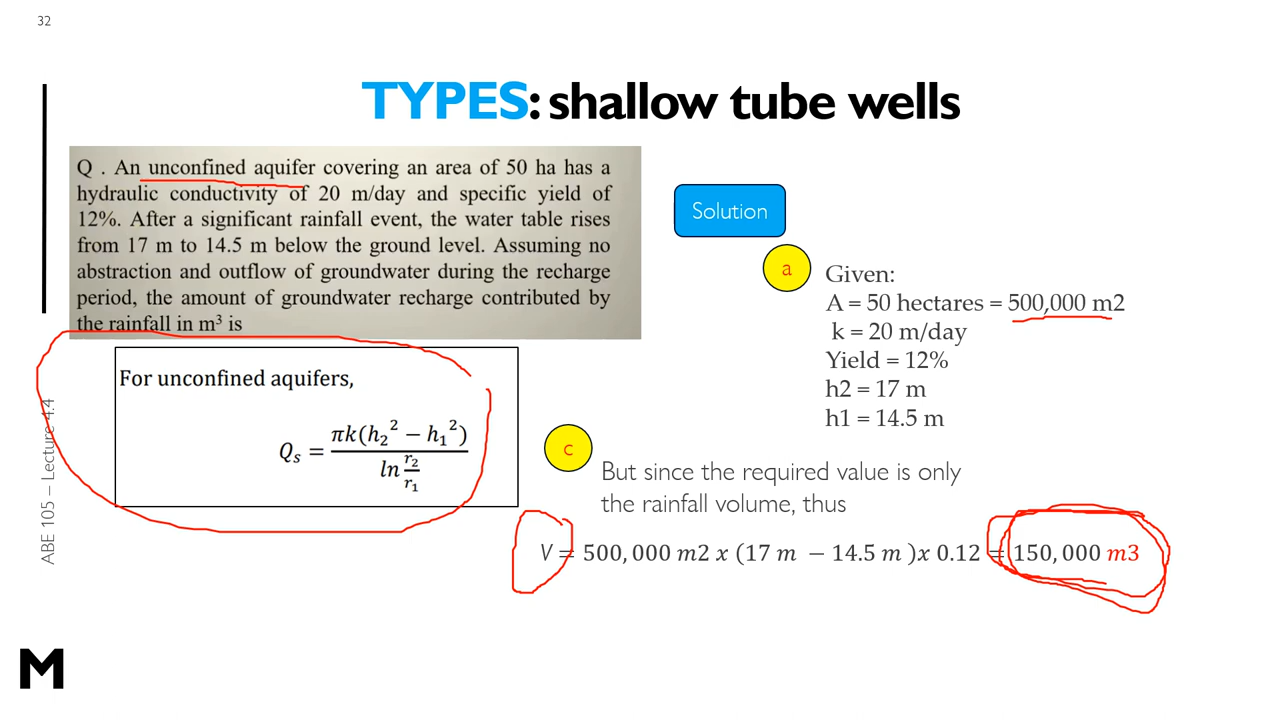 32
TYPES: shallow tube wells
Q . An unconfined aquifer covering an area of 50 ha has a
hydraulic conductivity of 20 m/day and specific yield of
12%. After a significant rainfall event, the water table rises
from 17 m to 14.5 m below the ground level. Assuming no
abstraction and outflow of groundwater during the recharge
period, the amount of groundwater recharge contributed by
the rainfall in m³ is
For unconfined aquifers,
Qₛ = πk(h₂² − h₁²) / ln r₂/r₁
Solution
a
Given:
A = 50 hectares = 500,000 m2
k = 20 m/day
Yield = 12%
h2 = 17 m
h1 = 14.5 m
c
But since the required value is only
the rainfall volume, thus
V = 500,000 m2 x (17 m − 14.5 m )x 0.12 = 150,000 m3
ABE 105 – Lecture 4.4
M